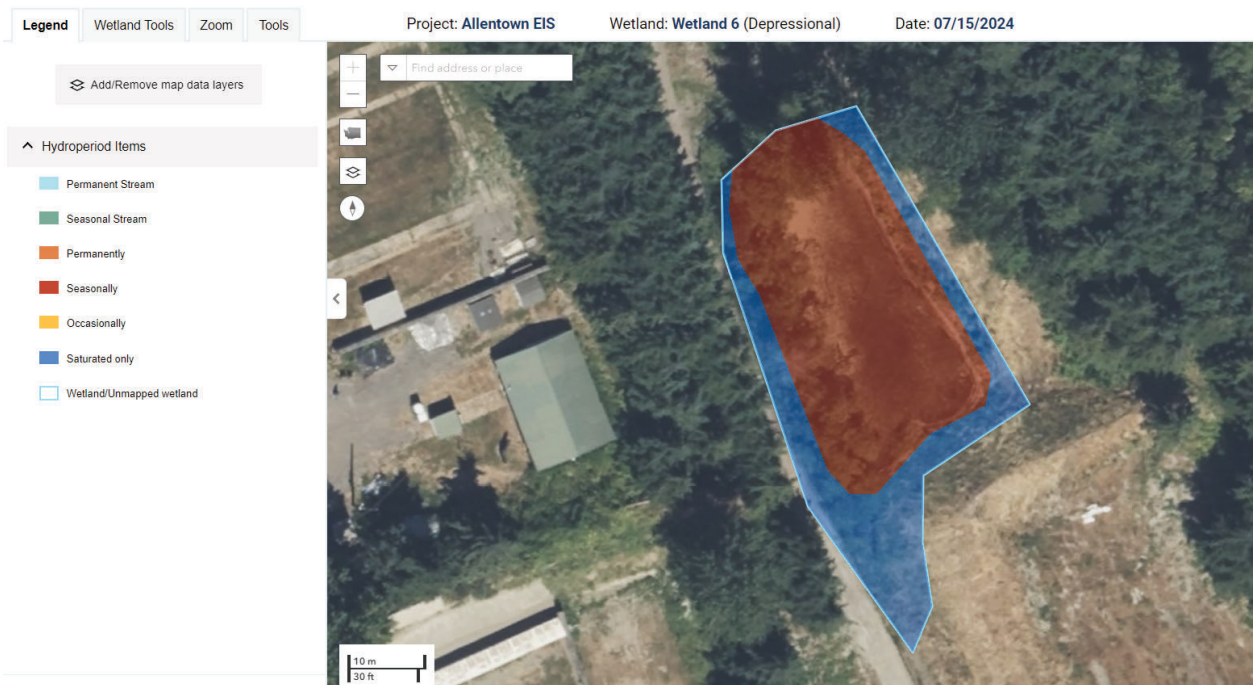 Legend Wetland Tools Zoom Tools Project: Allentown EIS Wetland: Wetland 6 (Depressional) Date: 07/15/2024
Add/Remove map data layers
Find address or place
Hydroperiod Items
Permanent Stream
Seasonal Stream
Permanently
Seasonally
Occasionally
Saturated only
Wetland/Unmapped wetland
10 m
30 ft